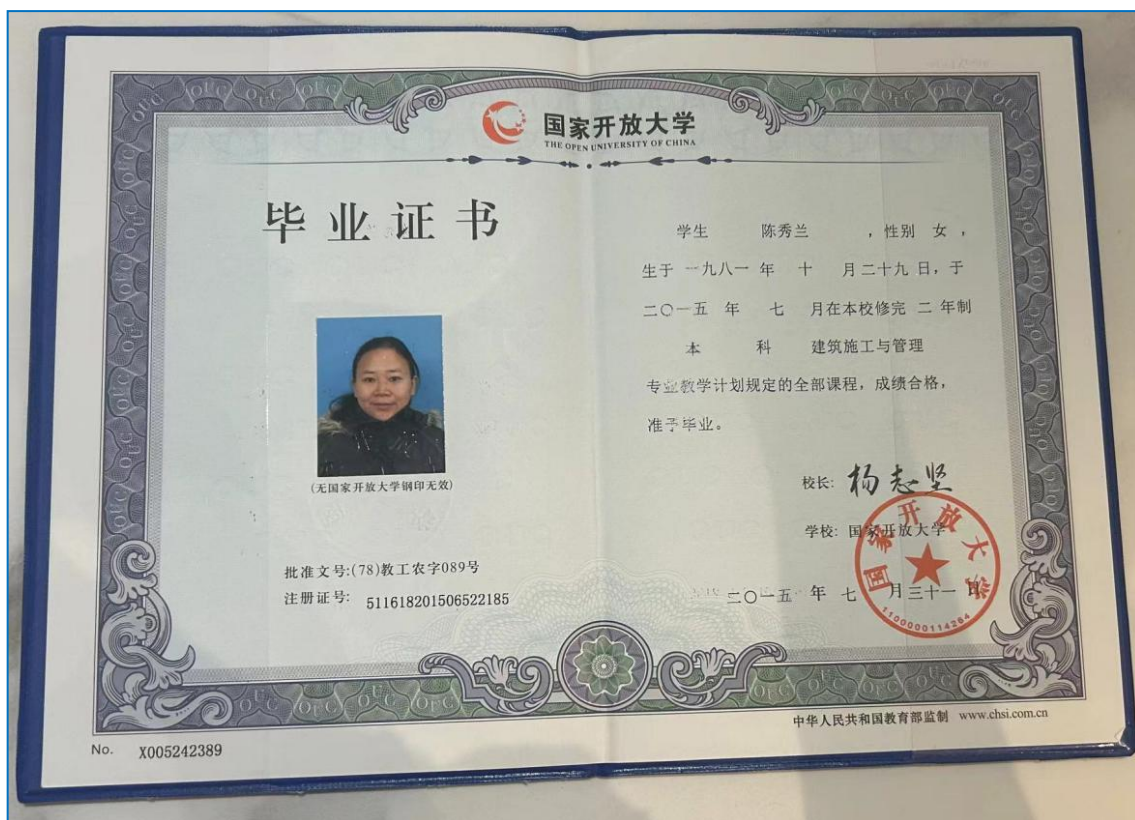 国家开放大学
THE OPEN UNIVERSITY OF CHINA
毕业证书
(无国家开放大学钢印无效)
批准文号:(78)教工农字089号
注册证号: 511618201506522185
学生 陈秀兰 ，性别 女 ，
生于 一九八一 年 十 月 二十九 日，于
二〇一五 年 七 月在本校修完 二 年制
本 科 建筑施工与管理
专业教学计划规定的全部课程，成绩合格，
准予毕业。
校长: 杨志坚
学校: 国家开放大学
二〇一五 年 七 月 三十一 日
国家开放大学
1100000114264
中华人民共和国教育部监制 www.chsi.com.cn
No. X005242389